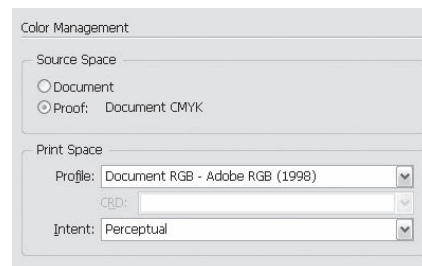 Color Management
Source Space
Document
Proof: Document CMYK
Print Space
Profile: Document RGB - Adobe RGB (1998)
CRD:
Intent: Perceptual